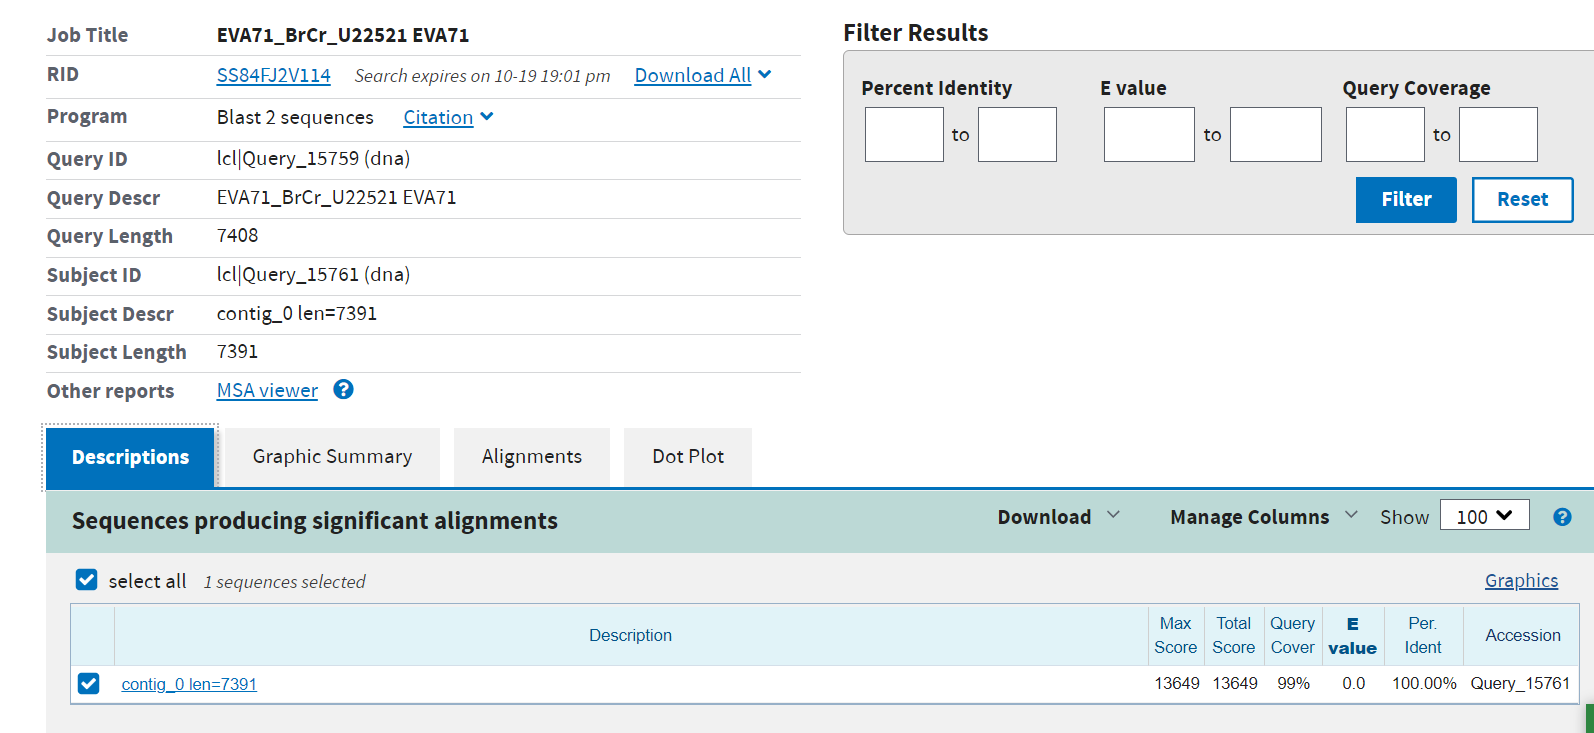 Job Title EVA71_BrCr_U22521 EVA71
RID SS84FJ2V114 Search expires on 10-19 19:01 pm Download All
Program Blast 2 sequences Citation
Query ID lcl|Query_15759 (dna)
Query Descr EVA71_BrCr_U22521 EVA71
Query Length 7408
Subject ID lcl|Query_15761 (dna)
Subject Descr contig_0 len=7391
Subject Length 7391
Other reports MSA viewer ?
Filter Results
Percent Identity E value Query Coverage
to to to
Filter Reset
Descriptions Graphic Summary Alignments Dot Plot
Sequences producing significant alignments Download Manage Columns Show 100 ?
select all 1 sequences selected Graphics
Description Max Score Total Score Query Cover E value Per. Ident Accession
contig_0 len=7391 13649 13649 99% 0.0 100.00% Query_15761